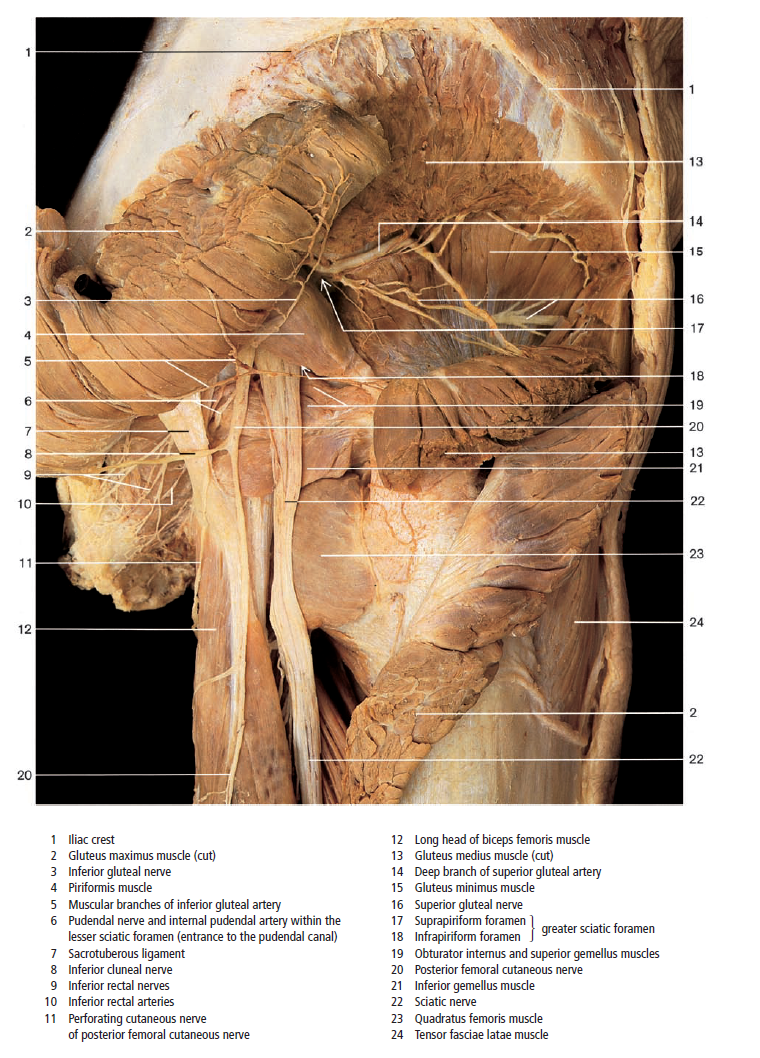 1
1
13
2
14
15
3
16
4
17
5
18
6
19
7
20
8
13
9
21
10
22
11
23
12
24
2
22
20
1 Iliac crest
2 Gluteus maximus muscle (cut)
3 Inferior gluteal nerve
4 Piriformis muscle
5 Muscular branches of inferior gluteal artery
6 Pudendal nerve and internal pudendal artery within the
lesser sciatic foramen (entrance to the pudendal canal)
7 Sacrotuberous ligament
8 Inferior cluneal nerve
9 Inferior rectal nerves
10 Inferior rectal arteries
11 Perforating cutaneous nerve
of posterior femoral cutaneous nerve
12 Long head of biceps femoris muscle
13 Gluteus medius muscle (cut)
14 Deep branch of superior gluteal artery
15 Gluteus minimus muscle
16 Superior gluteal nerve
17 Suprapiriform foramen
greater sciatic foramen
18 Infrapiriform foramen
19 Obturator internus and superior gemellus muscles
20 Posterior femoral cutaneous nerve
21 Inferior gemellus muscle
22 Sciatic nerve
23 Quadratus femoris muscle
24 Tensor fasciae latae muscle